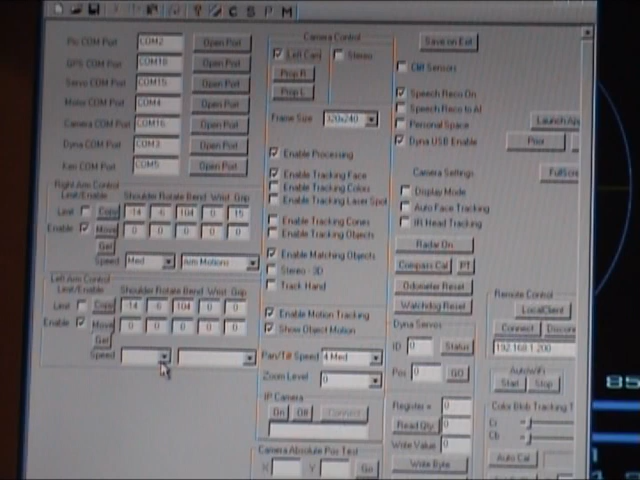 C S P M
Pic COM Port COM2 Open Port
GPS COM Port COM10 Open Port
Servo COM Port COM15 Open Port
Motor COM Port COM4 Open Port
Camera COM Port COM16 Open Port
Dyna COM Port COM3 Open Port
COM Port COM5 Open Port
Right Arm Control
Limit/Enable Shoulder Rotate Bend Wrist Grip
Limit Copy -14 -6 104 0 15
Enable Move 0 0 0 0 0
Get
Speed Med Arm Motions
Left Arm Control
Limit/Enable Shoulder Rotate Bend Wrist Grip
Limit Copy -14 -6 104 0 0
Enable Move 0 0 0 0 0
Get
Speed
Camera Control
Left Cam Stereo
Prop R
Prop L
Frame Size 320x240
Enable Processing
Enable Tracking Face
Enable Tracking Colors
Enable Tracking Laser Spot
Enable Tracking Cones
Enable Tracking Objects
Enable Matching Objects
Stereo - 3D
Track Hand
Enable Motion Tracking
Show Object Motion
Pan/Tilt Speed 4 Med
Zoom Level 0
IP Camera
On Off Connect
Camera Absolute Pos Test
X Y Go
Save on Exit
Cliff Sensors
Speech Reco On
Speech Reco to AI
Personal Space
Dyna USB Enable
Launch
Camera Settings
Display Mode
Auto Face Tracking
IR Head Tracking
Radar On
Compass Cal PT
Odometer Reset
Watchdog Reset
Dyna Servos
ID 0 Status
Pos 0 GO
Register = 0
Read Qty 0
Write Value 0
Write Byte
Remote Control
LocalClient
Connect
192.168.1.200
AutoWiFi
Start Stop
Color Blob Tracking T
Cr
Cb
Auto Cal
85